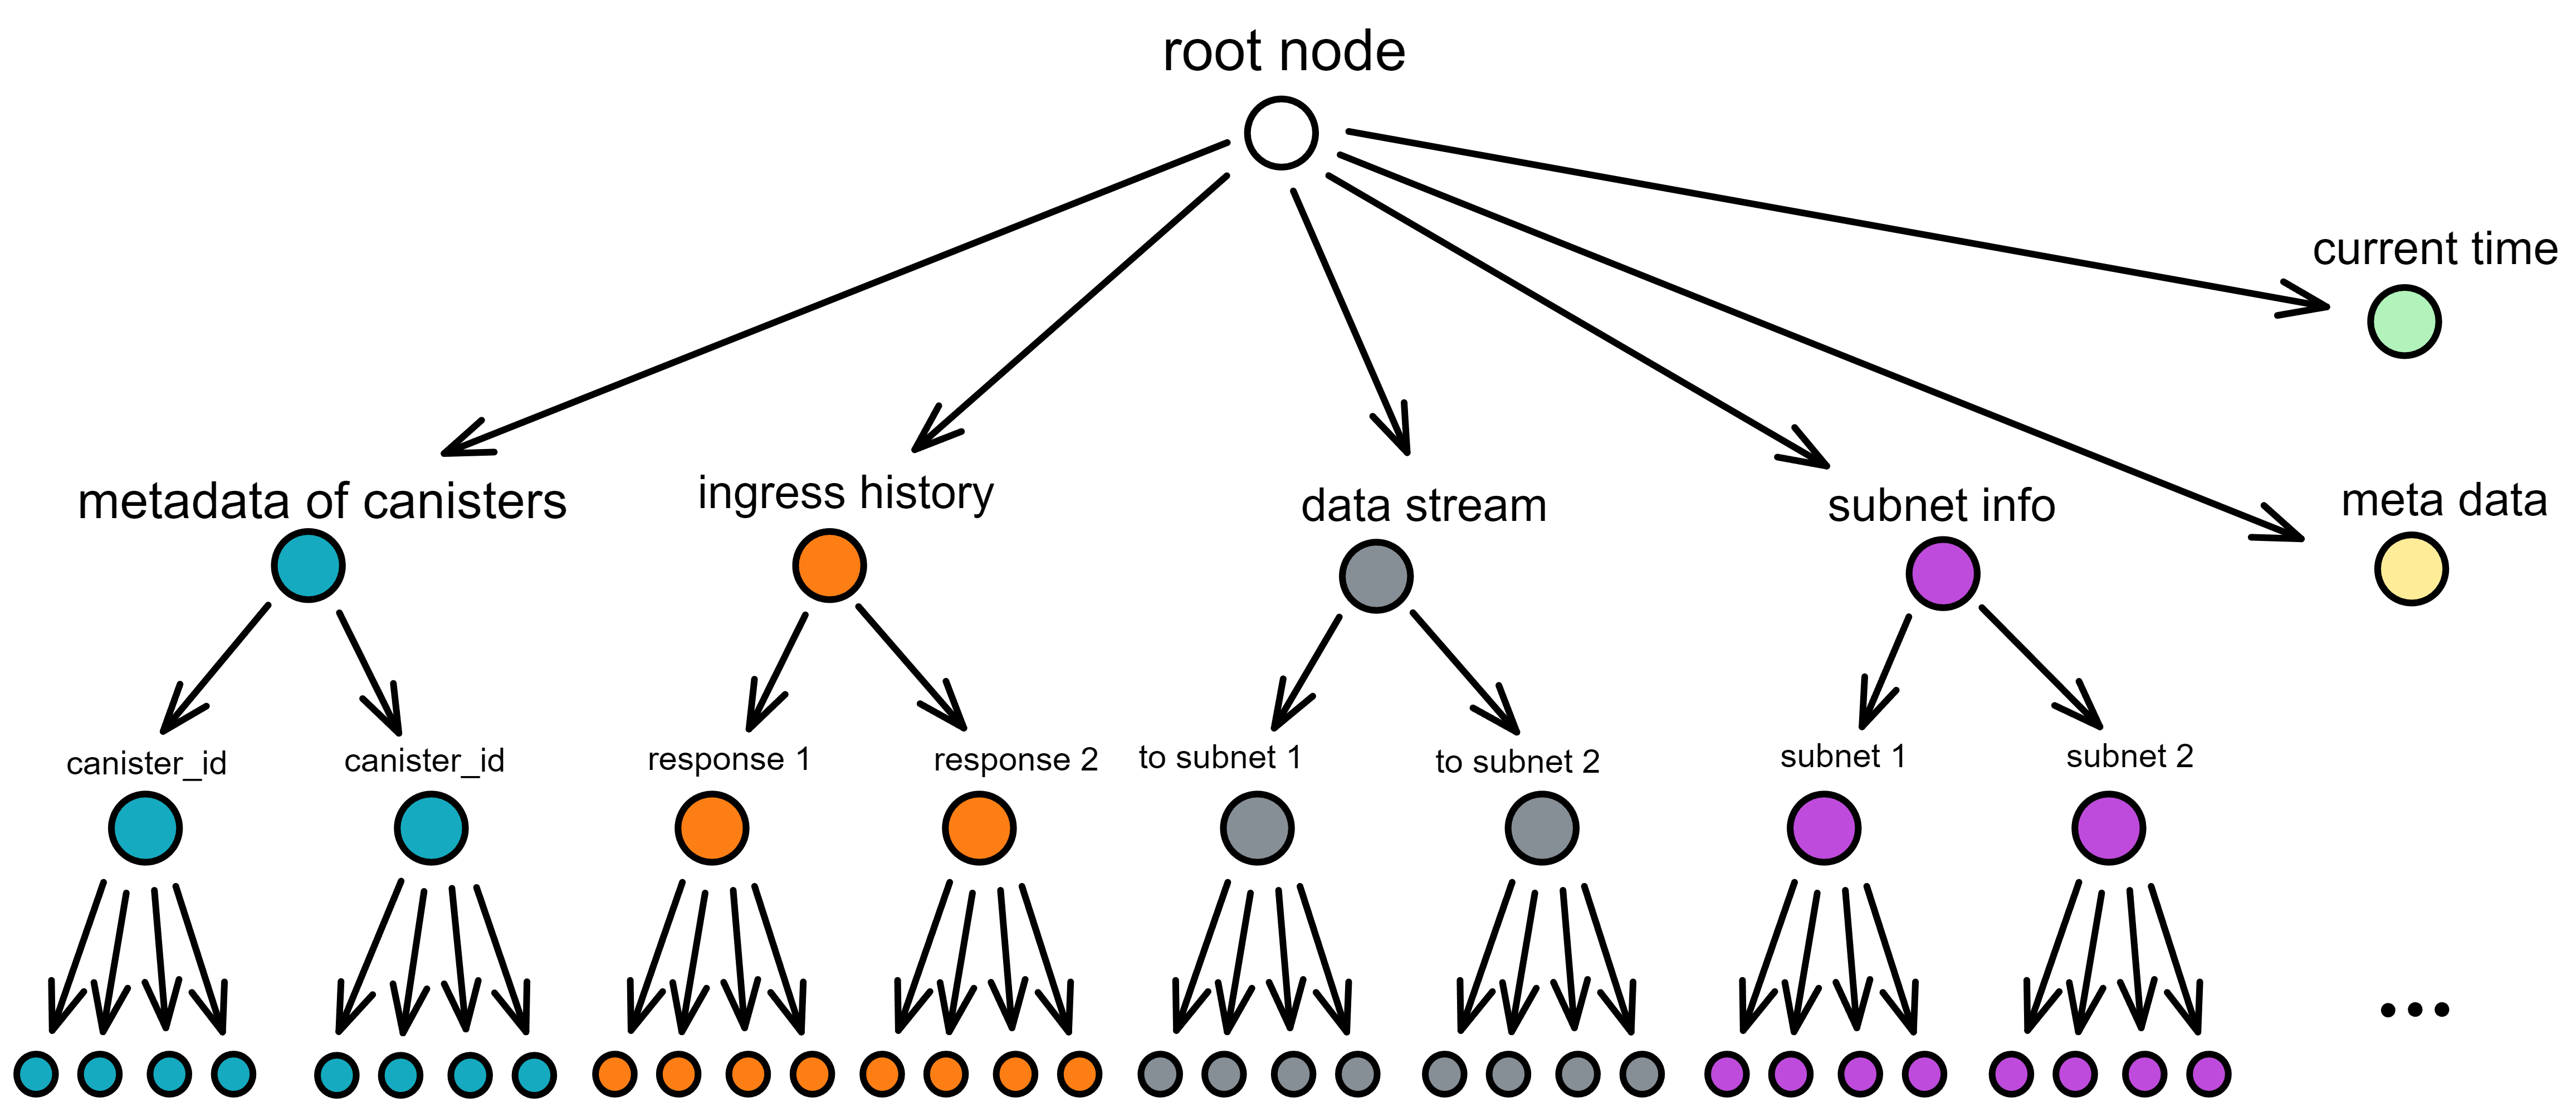 root node
current time
metadata of canisters
ingress history
data stream
subnet info
meta data
canister_id
canister_id
response 1
response 2
to subnet 1
to subnet 2
subnet 1
subnet 2
...